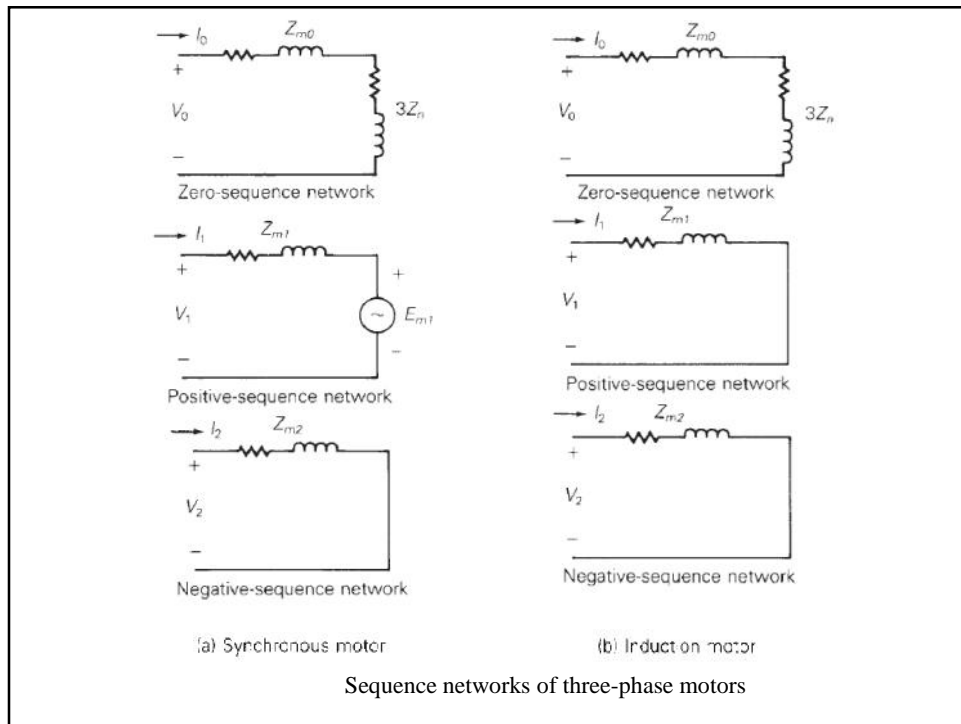 I0
Zm0
+
V0
−
3Zn
Zero-sequence network
I1
Zm1
+
V1
−
+
Em1
−
Positive-sequence network
I2
Zm2
+
V2
−
Negative-sequence network
(a) Synchronous motor
I0
Zm0
+
V0
−
3Zn
Zero-sequence network
I1
Zm1
+
V1
−
Positive-sequence network
I2
Zm2
+
V2
−
Negative-sequence network
(b) Induction motor
Sequence networks of three-phase motors